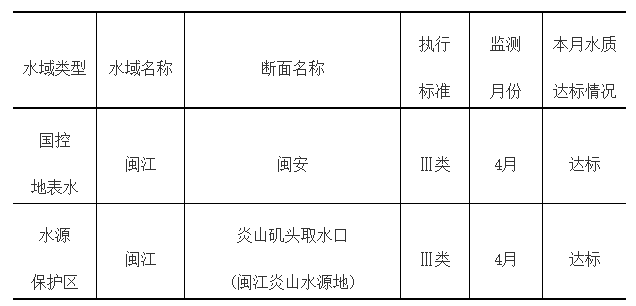 水域类型 水域名称 断面名称 执行标准 监测月份 本月水质达标情况
国控地表水 闽江 闽安 Ⅲ类 4月 达标
水源保护区 闽江 炎山矶头取水口(闽江炎山水源地) Ⅲ类 4月 达标